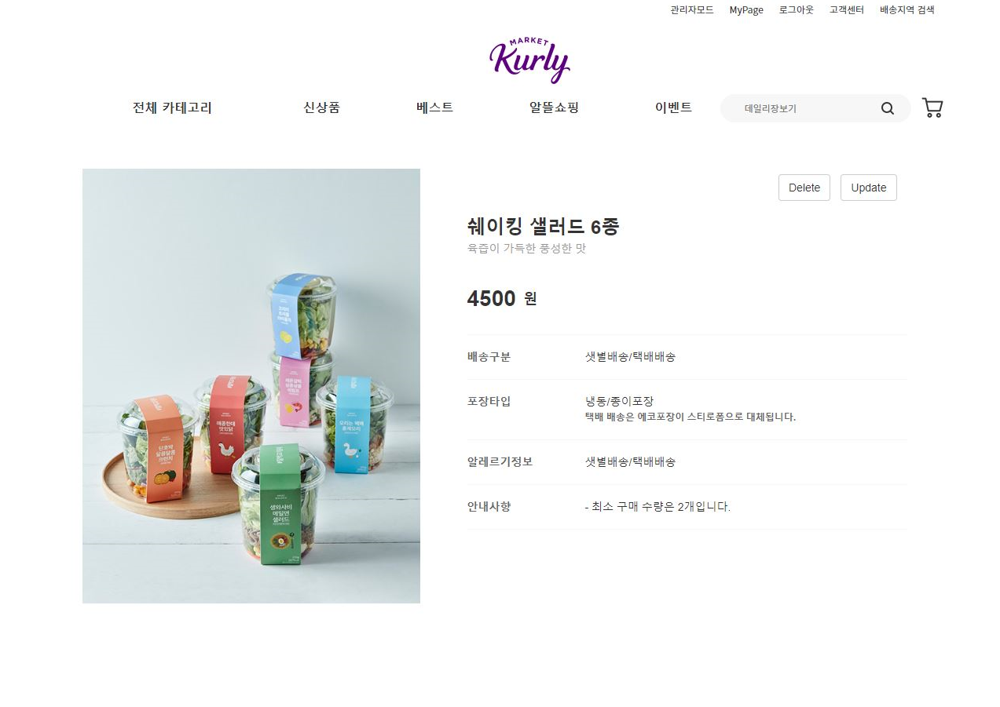 관리자모드 MyPage 로그아웃 고객센터 배송지역 검색
MARKET
Kurly
전체 카테고리 신상품 베스트 알뜰쇼핑 이벤트 데일리장보기
Delete Update
쉐이킹 샐러드 6종
육즙이 가득한 풍성한 맛
4500 원
배송구분 샛별배송/택배배송
포장타입 냉동/종이포장
택배 배송은 에코포장이 스티로폼으로 대체됩니다.
알레르기정보 샛별배송/택배배송
안내사항 - 최소 구매 수량은 2개입니다.
매콤한데
맛있닭
단호박
달콤달콤
크런치
샐와사비
메밀면
샐러드